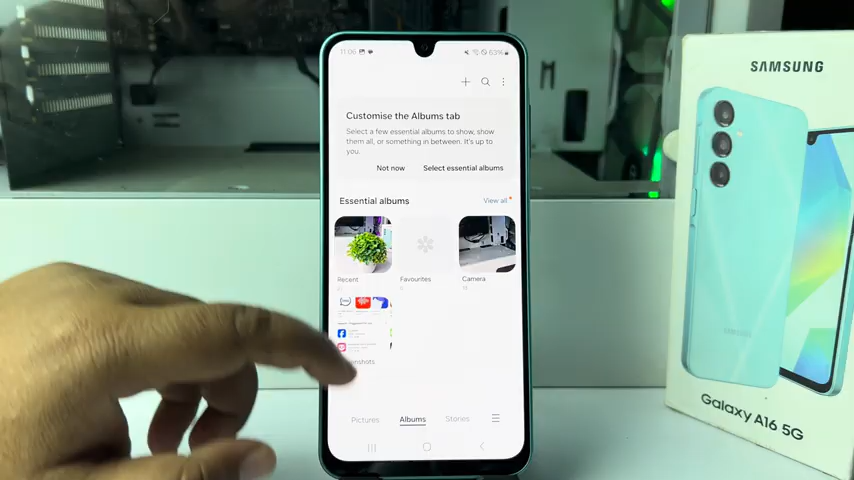 11:06
63%
Customise the Albums tab
Select a few essential albums to show, show
them all, or something in between. It's up to
you.
Not now
Select essential albums
Essential albums
View all
Recent
Favourites
Camera
Pictures
Albums
Stories
SAMSUNG
SAMSUNG
Galaxy A16 5G